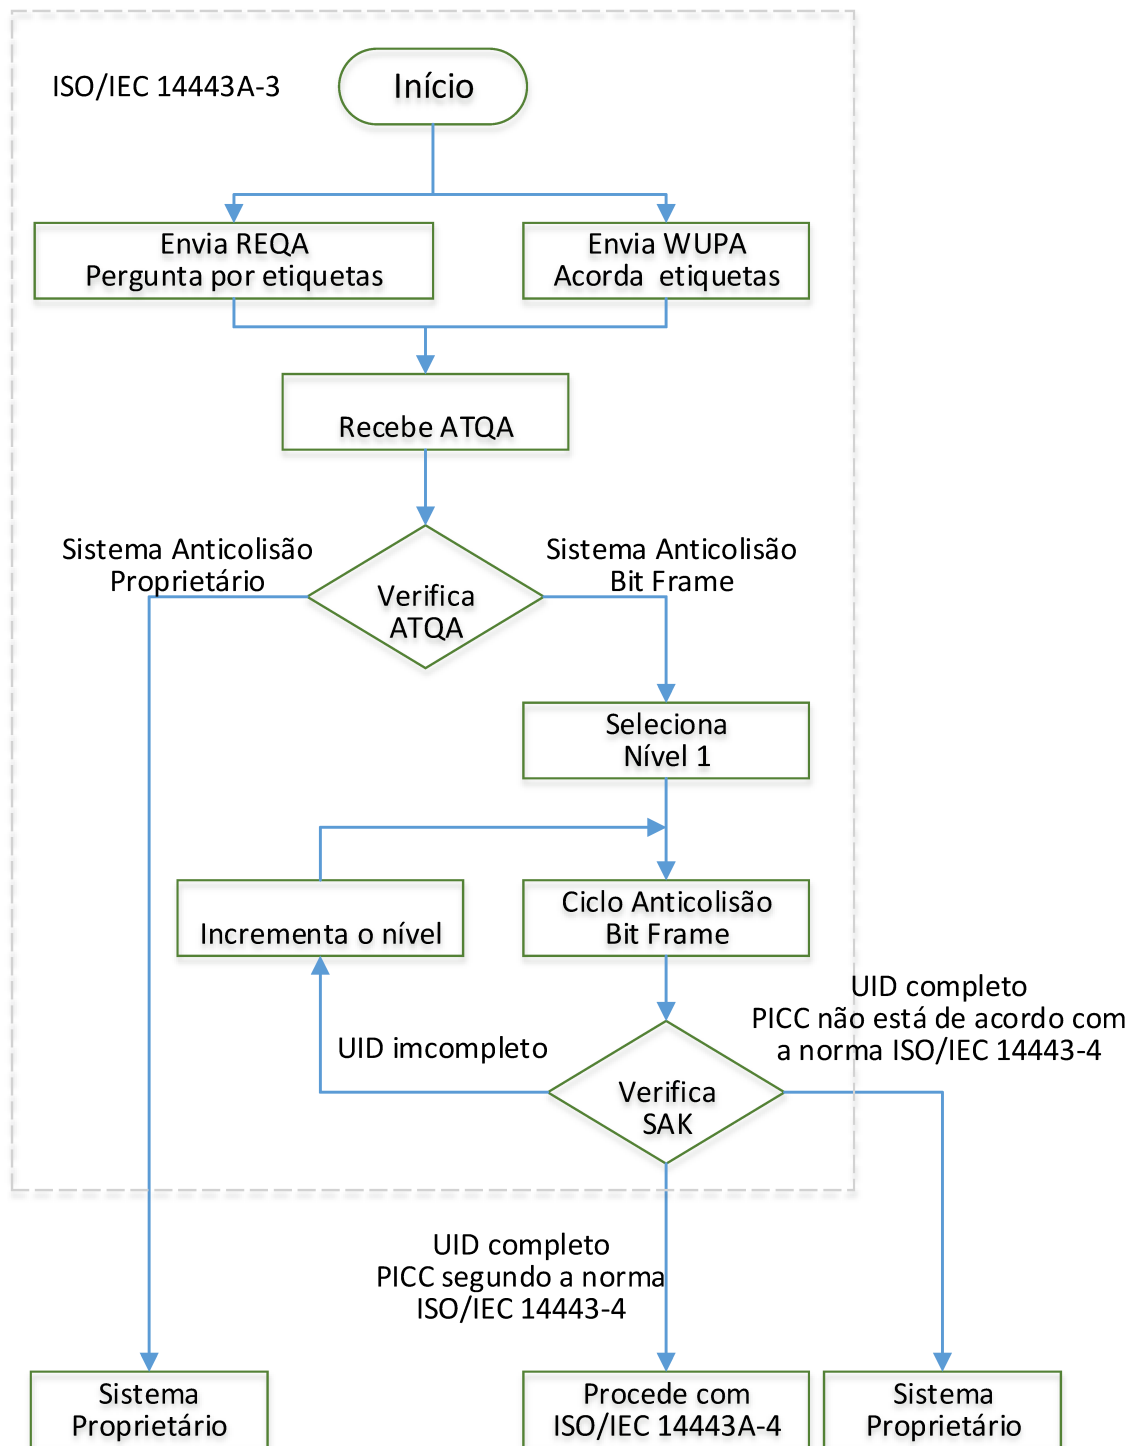 ISO/IEC 14443A-3
Início
Envia REQA
Pergunta por etiquetas
Envia WUPA
Acorda etiquetas
Recebe ATQA
Sistema Anticolisão
Proprietário
Verifica
ATQA
Sistema Anticolisão
Bit Frame
Seleciona
Nível 1
Incrementa o nível
Ciclo Anticolisão
Bit Frame
UID imcompleto
Verifica
SAK
UID completo
PICC não está de acordo com
a norma ISO/IEC 14443-4
UID completo
PICC segundo a norma
ISO/IEC 14443-4
Sistema
Proprietário
Procede com
ISO/IEC 14443A-4
Sistema
Proprietário